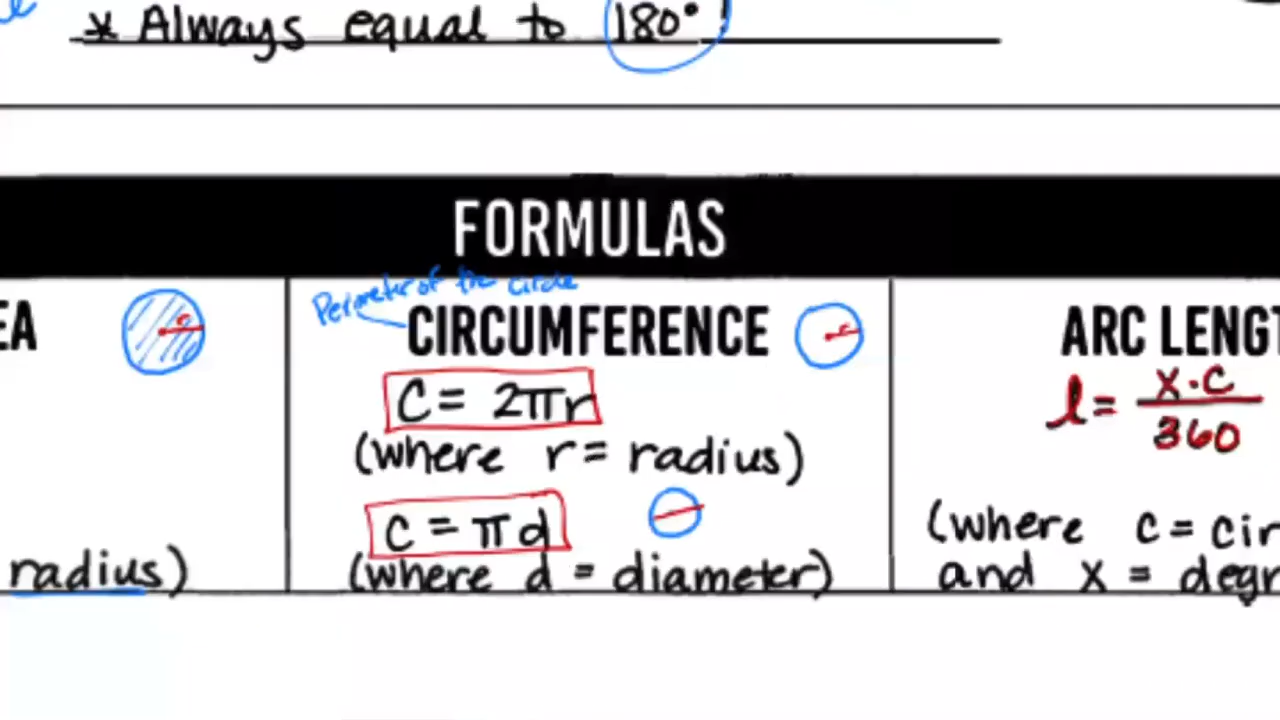 * Always equal to 180°!
FORMULAS
EA
r
radius)
Perimeter of the circle
CIRCUMFERENCE
r
C = 2πr
(where r = radius)
C = πd
(where d = diameter)
ARC LENGT
l = x·C
360
(where C = cir
and x = degr